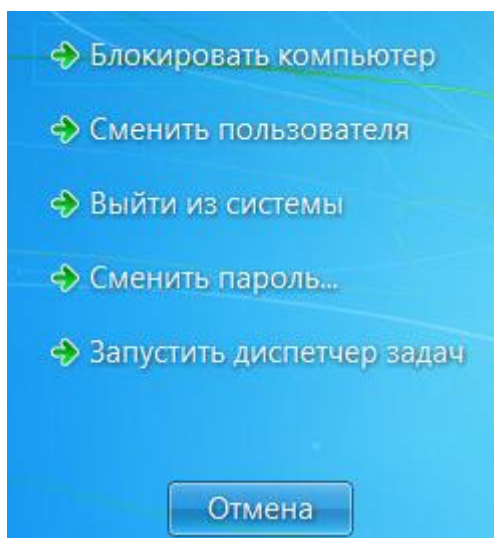 Блокировать компьютер
Сменить пользователя
Выйти из системы
Сменить пароль...
Запустить диспетчер задач
Отмена